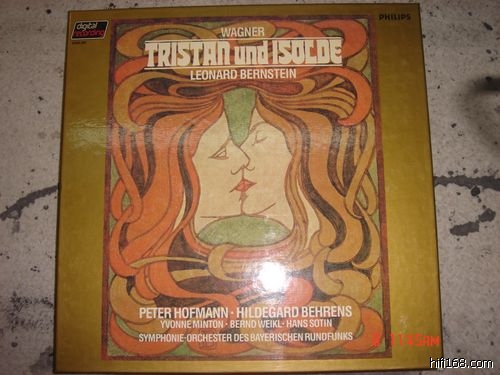 digital
recording
PHILIPS
WAGNER
TRISTAN und ISOLDE
LEONARD BERNSTEIN
PETER HOFMANN · HILDEGARD BEHRENS
YVONNE MINTON · BERND WEIKL · HANS SOTIN
SYMPHONIE-ORCHESTER DES BAYERISCHEN RUNDFUNKS
hifi168.com